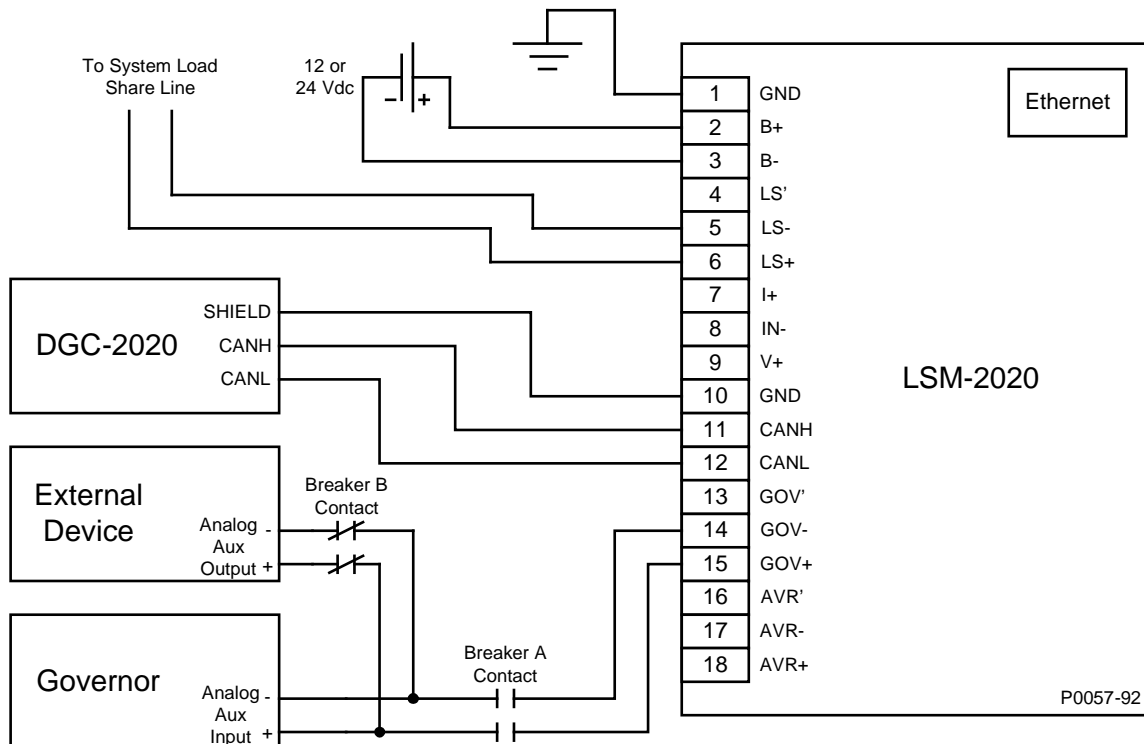 To System Load
Share Line
12 or
24 Vdc
− +
1 GND
2 B+
3 B-
4 LS’
5 LS-
6 LS+
7 I+
8 IN-
9 V+
10 GND
11 CANH
12 CANL
13 GOV’
14 GOV-
15 GOV+
16 AVR’
17 AVR-
18 AVR+
Ethernet
LSM-2020
P0057-92
DGC-2020
SHIELD
CANH
CANL
External
Device
Analog -
Aux
Output +
Breaker B
Contact
Governor
Analog -
Aux
Input +
Breaker A
Contact